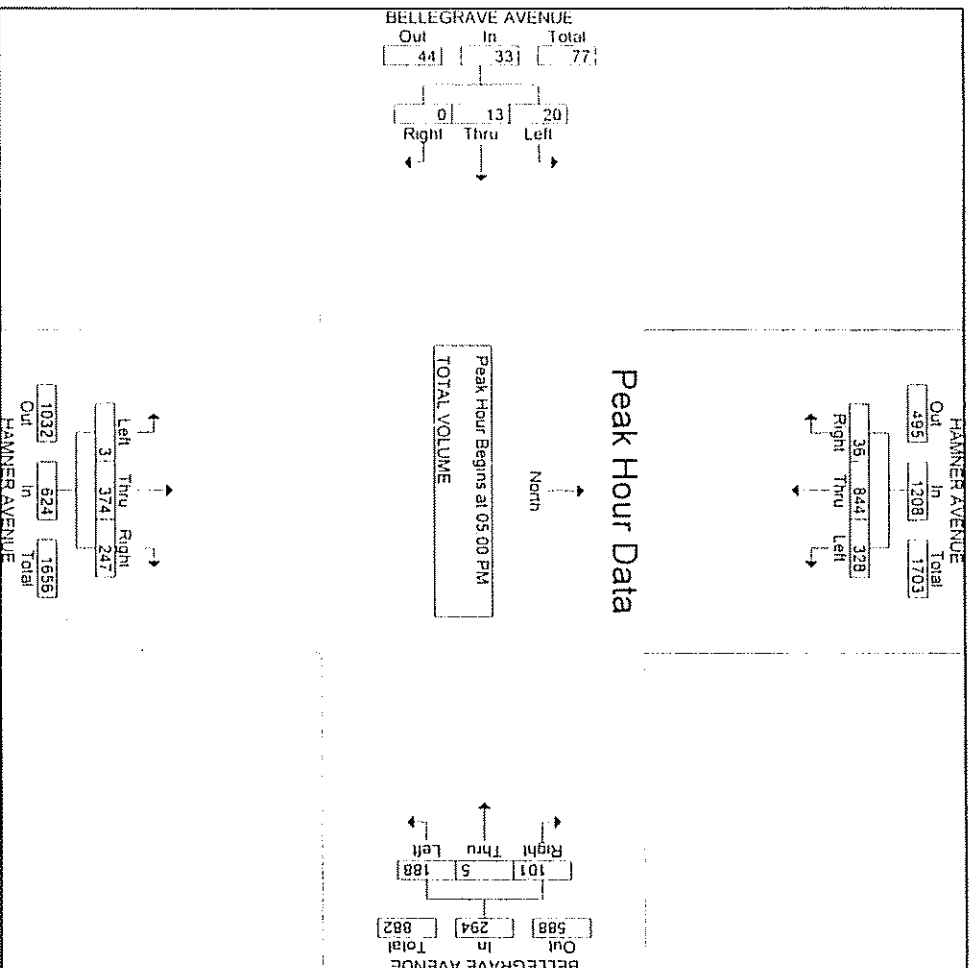 BELLEGRAVE AVENUE
Out In Total
44 33 77
0 13 20
Right Thru Left
HAMNER AVENUE
Out In Total
495 1208 1703
36 844 328
Right Thru Left
Peak Hour Data
North
Peak Hour Begins at 05:00 PM
TOTAL VOLUME
Left Thru Right
3 374 247
1032 624 1656
Out In Total
HAMNER AVENUE
Right Thru Left
101 5 188
588 294 882
Out In Total
BELLEGRAVE AVENUE